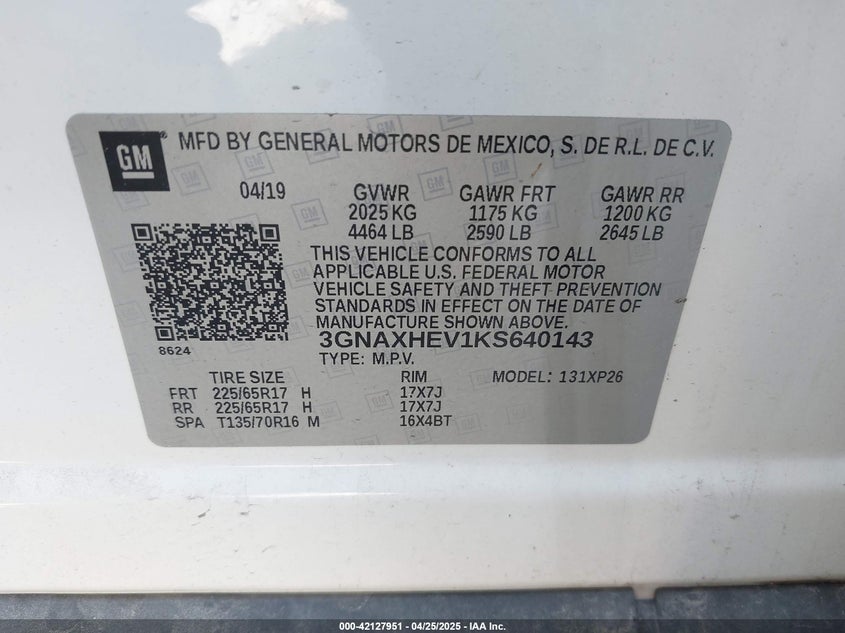 GM
MFD BY GENERAL MOTORS DE MEXICO, S. DE R.L. DE C.V.
04/19 GVWR GAWR FRT GAWR RR
2025 KG 1175 KG 1200 KG
4464 LB 2590 LB 2645 LB
THIS VEHICLE CONFORMS TO ALL
APPLICABLE U.S. FEDERAL MOTOR
VEHICLE SAFETY AND THEFT PREVENTION
STANDARDS IN EFFECT ON THE DATE OF
MANUFACTURE SHOWN ABOVE.
8624
3GNAXHEV1KS640143
TYPE: M.P.V.
TIRE SIZE RIM MODEL: 131XP26
FRT 225/65R17 H 17X7J
RR 225/65R17 H 17X7J
SPA T135/70R16 M 16X4BT
000-42127951 | 04/25/2025 - IAA Inc.